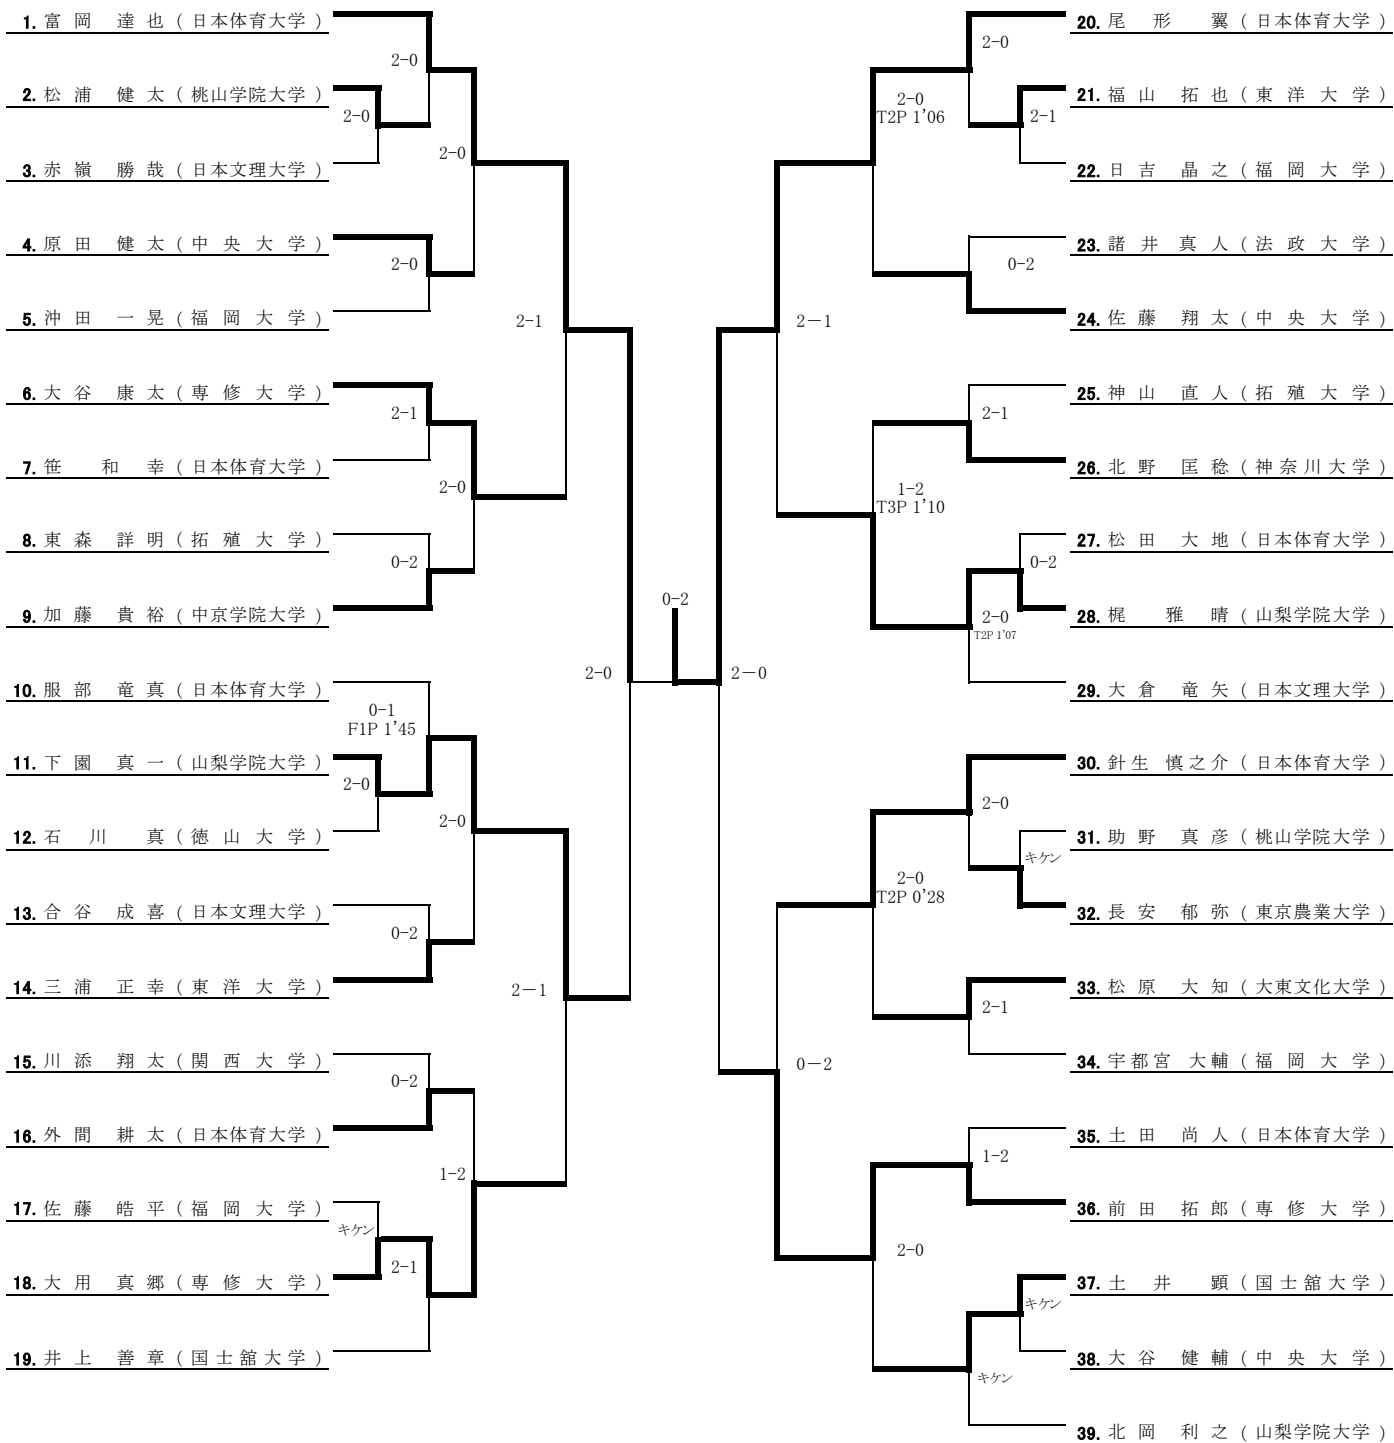 1. 富岡 達也 (日本体育大学)
2-0
2. 松浦 健太 (桃山学院大学)
2-0
3. 赤嶺 勝哉 (日本文理大学)
2-0
4. 原田 健太 (中央大学)
2-0
5. 沖田 一晃 (福岡大学)
2-1
6. 大谷 康太 (専修大学)
2-1
7. 笹 和幸 (日本体育大学)
2-0
8. 東森 詳明 (拓殖大学)
0-2
9. 加藤 貴裕 (中京学院大学)
2-0
10. 服部 竜真 (日本体育大学)
0-1
F1P 1'45
11. 下園 真一 (山梨学院大学)
2-0
12. 石川 真 (徳山大学)
2-0
13. 合谷 成喜 (日本文理大学)
0-2
14. 三浦 正幸 (東洋大学)
2-1
15. 川添 翔太 (関西大学)
0-2
16. 外間 耕太 (日本体育大学)
1-2
17. 佐藤 皓平 (福岡大学)
キケン
18. 大用 真郷 (専修大学)
2-1
19. 井上 善章 (国士舘大学)
0-2
20. 尾形 翼 (日本体育大学)
2-0
21. 福山 拓也 (東洋大学)
2-0
T2P 1'06
2-1
22. 日吉 晶之 (福岡大学)
23. 諸井 真人 (法政大学)
0-2
24. 佐藤 翔太 (中央大学)
2-1
25. 神山 直人 (拓殖大学)
2-1
26. 北野 匡稔 (神奈川大学)
1-2
T3P 1'10
27. 松田 大地 (日本体育大学)
0-2
28. 梶 雅晴 (山梨学院大学)
2-0
T2P 1'07
29. 大倉 竜矢 (日本文理大学)
2-0
30. 針生 慎之介 (日本体育大学)
2-0
31. 助野 真彦 (桃山学院大学)
キケン
2-0
T2P 0'28
32. 長安 郁弥 (東京農業大学)
33. 松原 大知 (大東文化大学)
2-1
34. 宇都宮 大輔 (福岡大学)
0-2
35. 土田 尚人 (日本体育大学)
1-2
36. 前田 拓郎 (専修大学)
2-0
37. 土井 顕 (国士舘大学)
キケン
38. 大谷 健輔 (中央大学)
キケン
39. 北岡 利之 (山梨学院大学)